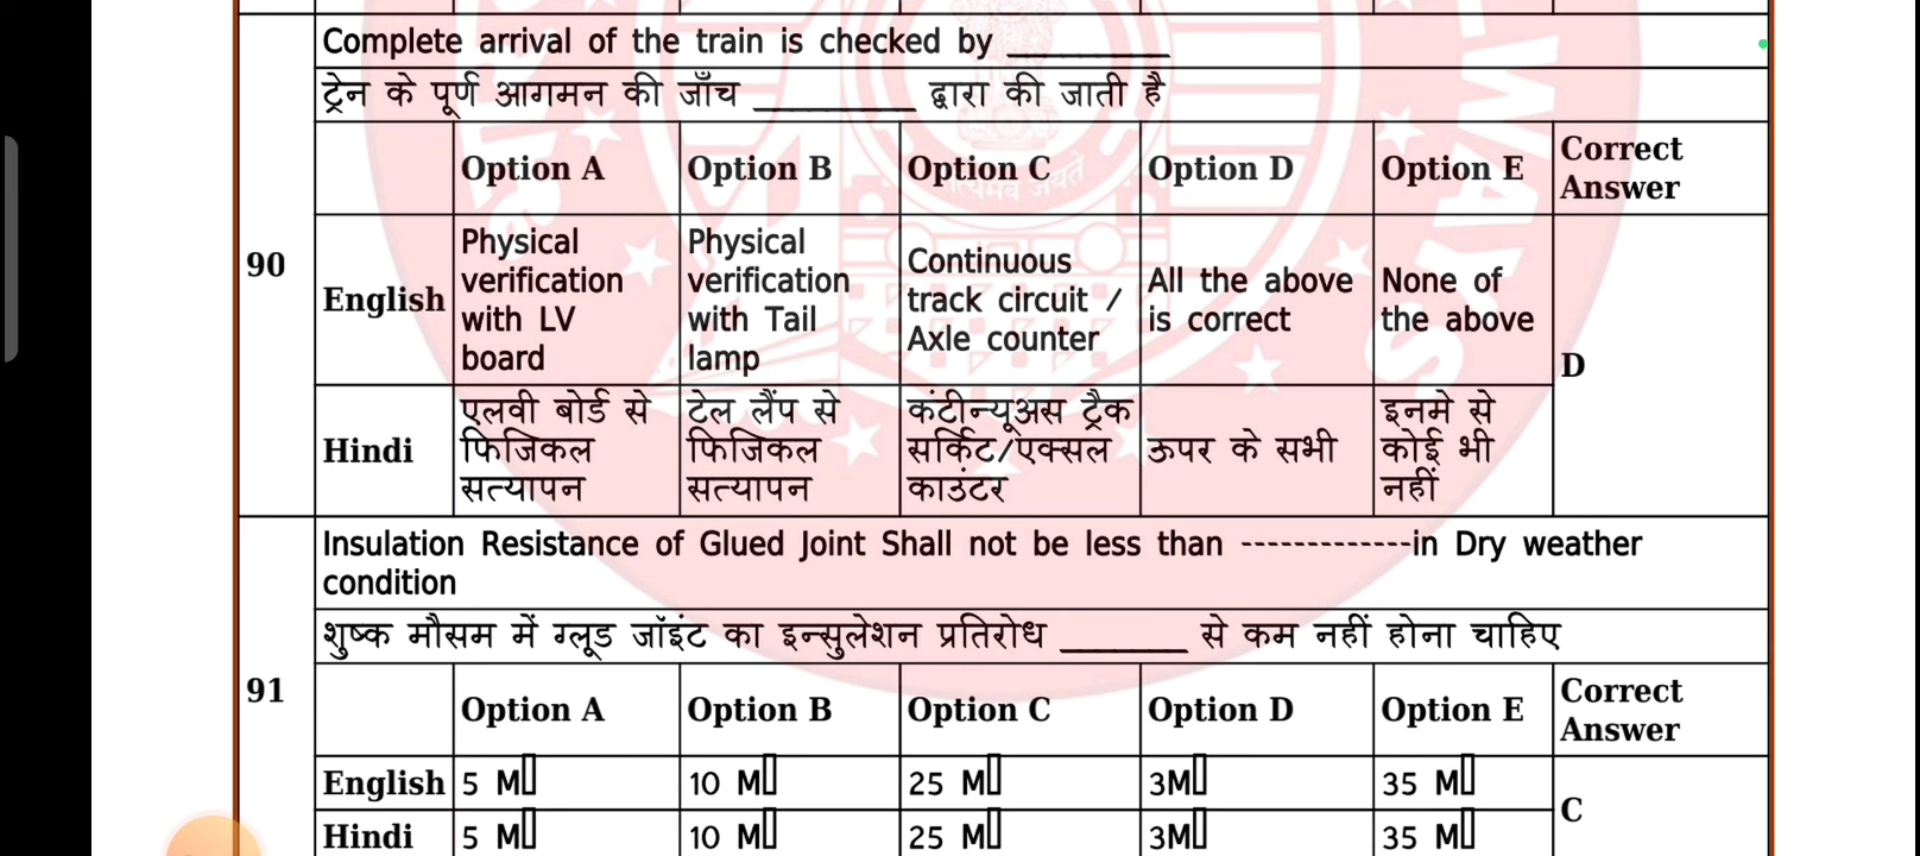 Complete arrival of the train is checked by __________
ट्रेन के पूर्ण आगमन की जाँच __________ द्वारा की जाती है
Option A Option B Option C Option D Option E Correct Answer
90
English
Physical verification with LV board
Physical verification with Tail lamp
Continuous track circuit / Axle counter
All the above is correct
None of the above
D
Hindi
एलवी बोर्ड से फिजिकल सत्यापन
टेल लैंप से फिजिकल सत्यापन
कंटीन्यूअस ट्रैक सर्किट/एक्सल काउंटर
ऊपर के सभी
इनमे से कोई भी नहीं
Insulation Resistance of Glued Joint Shall not be less than -------------in Dry weather
condition
शुष्क मौसम में ग्लूड जॉइंट का इन्सुलेशन प्रतिरोध ________ से कम नहीं होना चाहिए
91
Option A Option B Option C Option D Option E Correct Answer
English 5 M▯ 10 M▯ 25 M▯ 3M▯ 35 M▯
C
Hindi 5 M▯ 10 M▯ 25 M▯ 3M▯ 35 M▯
सत्यमेव जयते